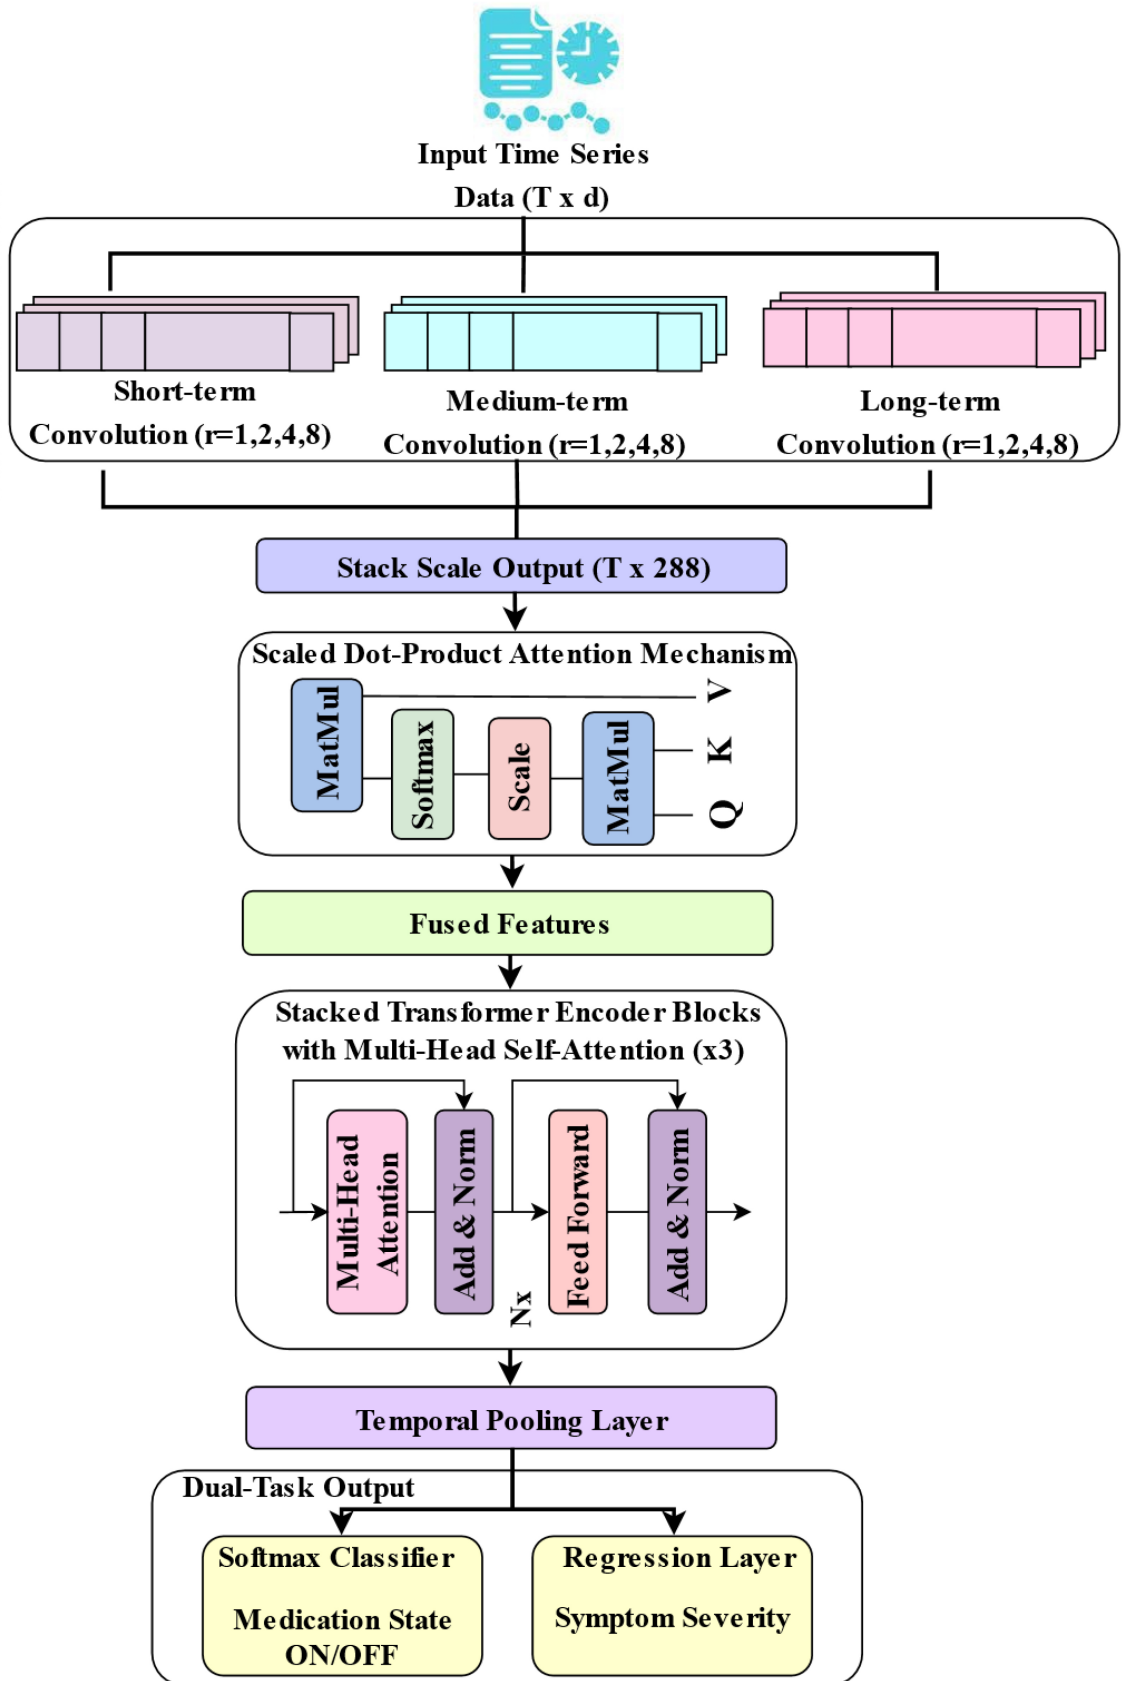 Input Time Series
Data (T x d)
Short-term
Convolution (r=1,2,4,8)
Medium-term
Convolution (r=1,2,4,8)
Long-term
Convolution (r=1,2,4,8)
Stack Scale Output (T x 288)
Scaled Dot-Product Attention Mechanism
MatMul
Softmax
Scale
MatMul
V
K
Q
Fused Features
Stacked Transformer Encoder Blocks
with Multi-Head Self-Attention (x3)
Multi-Head
Attention
Add & Norm
Nx
Feed Forward
Add & Norm
Temporal Pooling Layer
Dual-Task Output
Softmax Classifier
Medication State
ON/OFF
Regression Layer
Symptom Severity